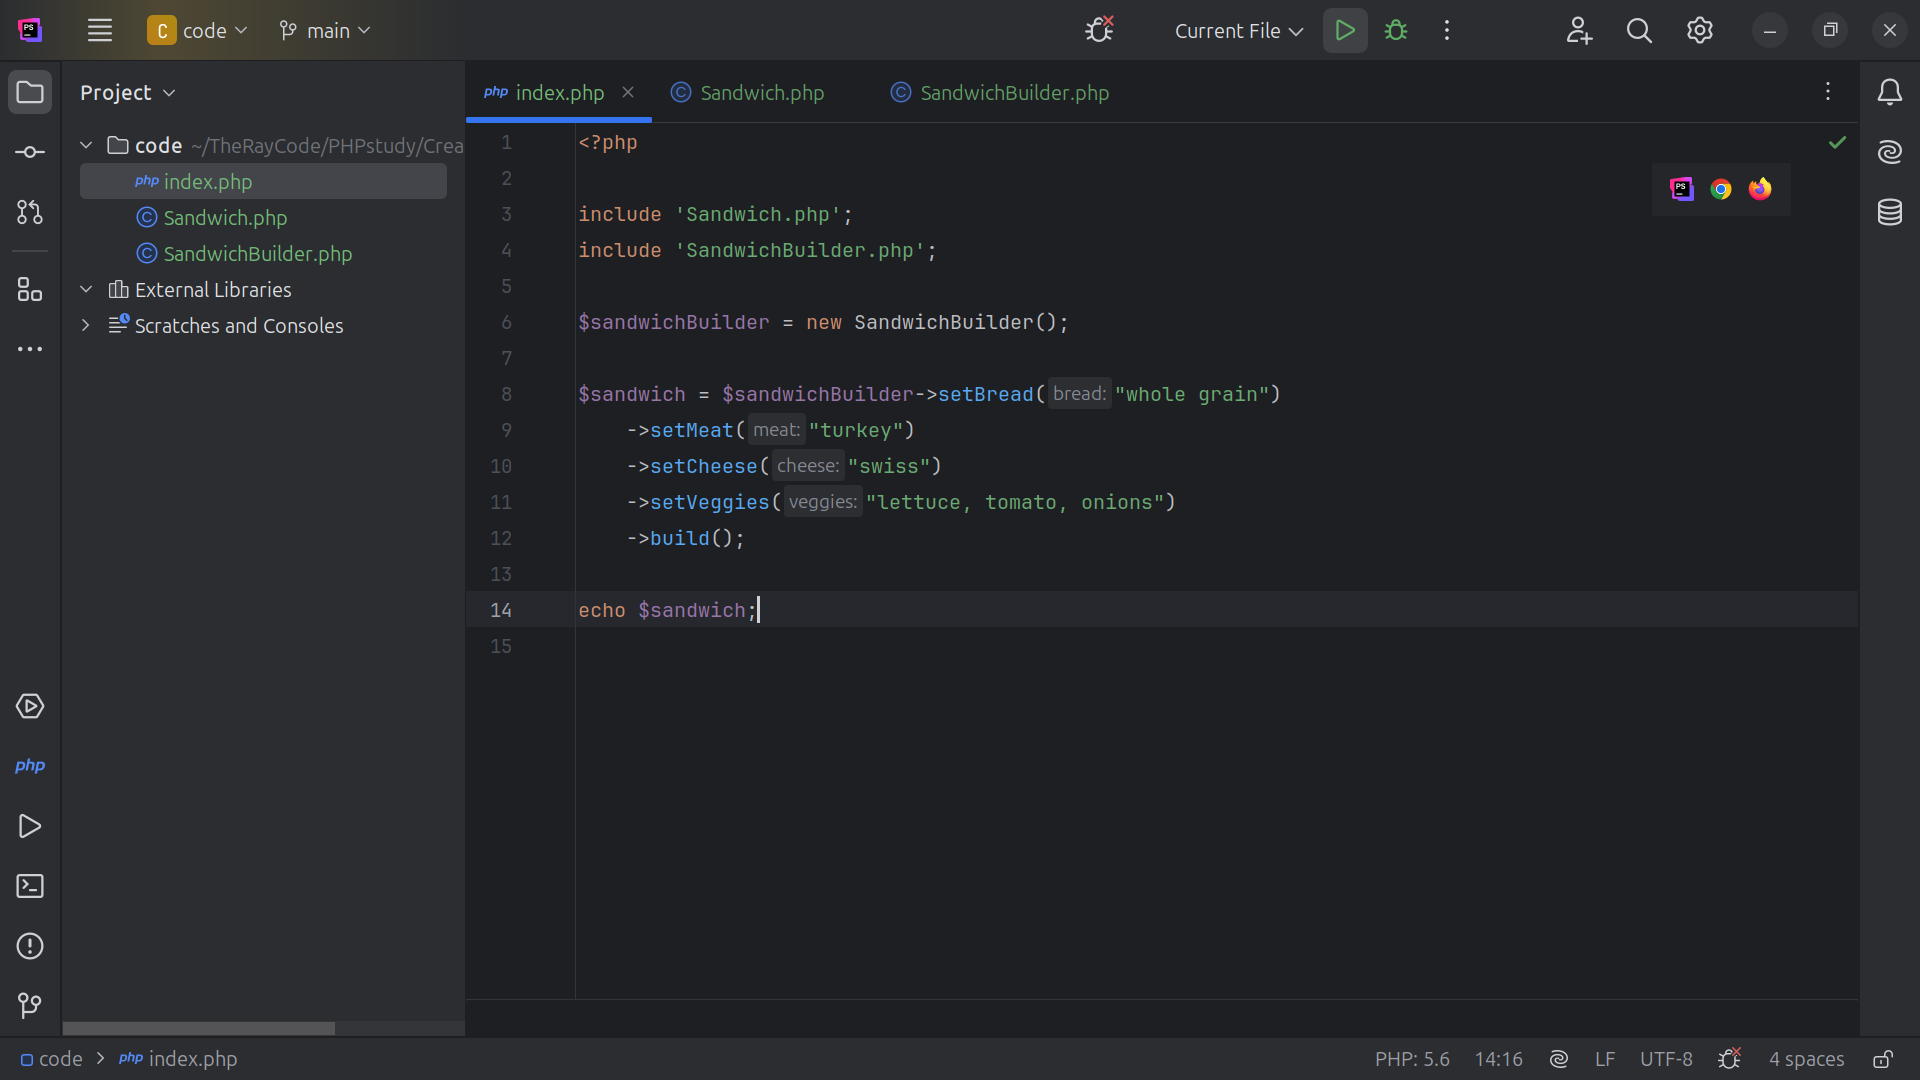 PS
C code
main
Current File
Project
php index.php
C Sandwich.php
C SandwichBuilder.php
code ~/TheRayCode/PHPstudy/Crea
php index.php
C Sandwich.php
C SandwichBuilder.php
External Libraries
Scratches and Consoles
1 <?php
2
3 include 'Sandwich.php';
4 include 'SandwichBuilder.php';
5
6 $sandwichBuilder = new SandwichBuilder();
7
8 $sandwich = $sandwichBuilder->setBread( bread: "whole grain")
9 ->setMeat( meat: "turkey")
10 ->setCheese( cheese: "swiss")
11 ->setVeggies( veggies: "lettuce, tomato, onions")
12 ->build();
13
14 echo $sandwich;
15
PS
php
code > php index.php
PHP: 5.6 14:16 LF UTF-8 4 spaces